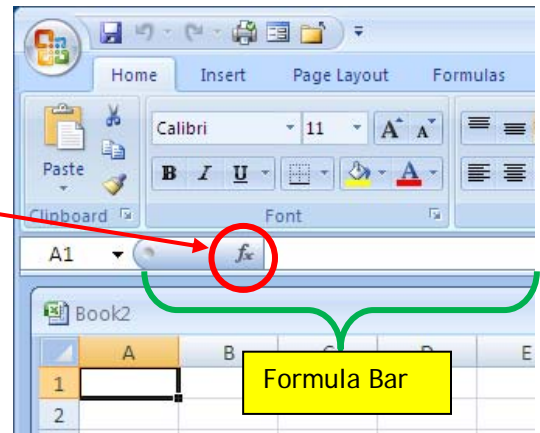 Home Insert Page Layout Formulas
Calibri 11 A A
Paste B I U A
Clipboard Font
A1 fx
Book2
A B C D E
1
Formula Bar
2